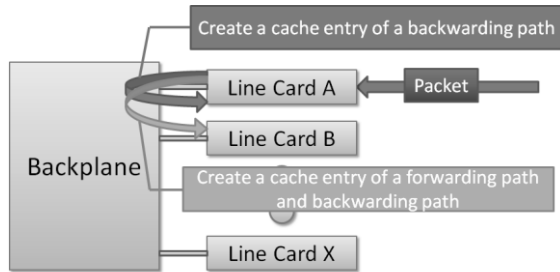 Create a cache entry of a backwarding path
Line Card A
Packet
Line Card B
Backplane
Create a cache entry of a forwarding path
and backwarding path
Line Card X